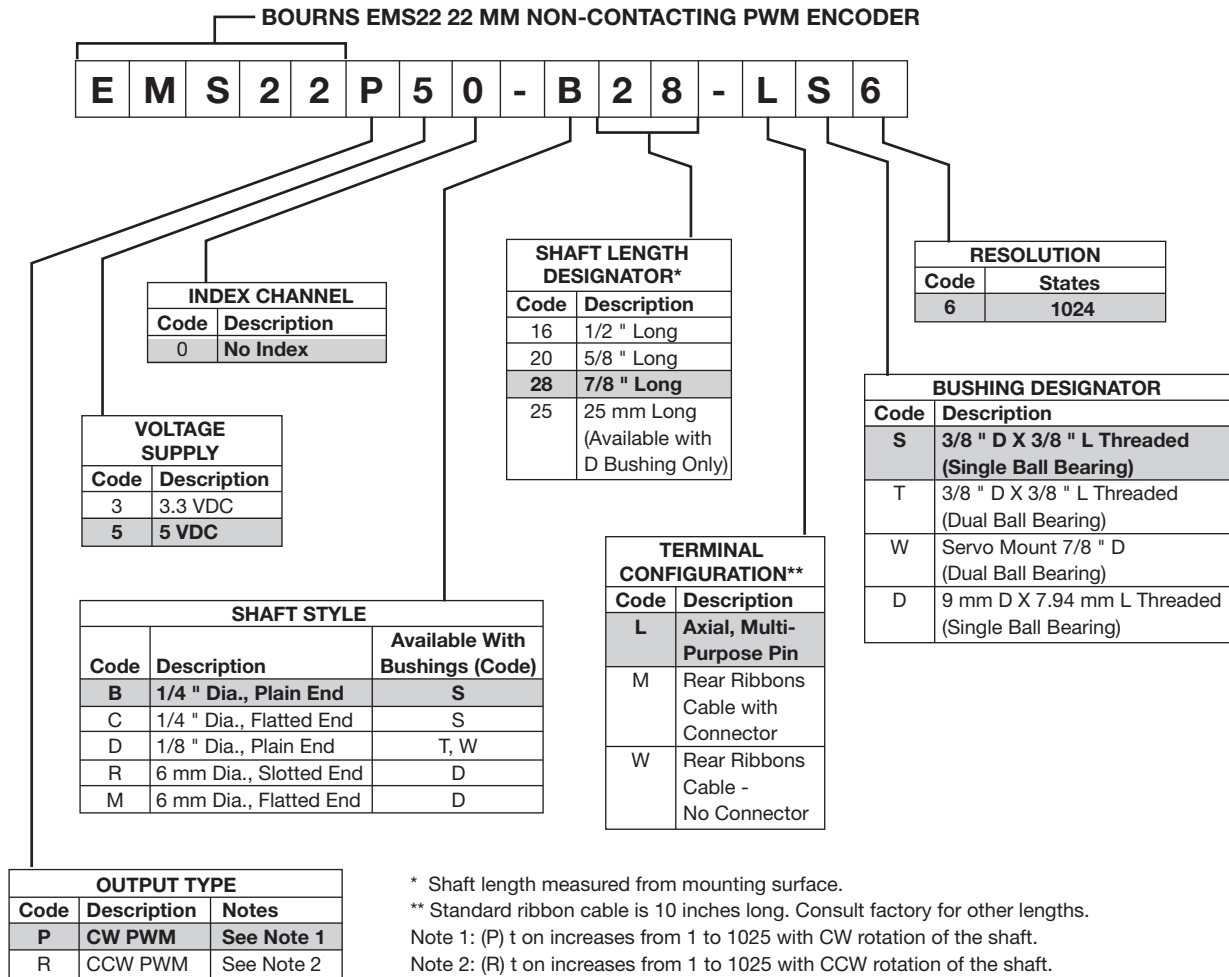 BOURNS EMS22 22 MM NON-CONTACTING PWM ENCODER
E M S 2 2 P 5 0 - B 2 8 - L S 6
INDEX CHANNEL
Code Description
0 No Index
VOLTAGE
SUPPLY
Code Description
3 3.3 VDC
5 5 VDC
SHAFT LENGTH
DESIGNATOR*
Code Description
16 1/2 " Long
20 5/8 " Long
28 7/8 " Long
25 25 mm Long
(Available with
D Bushing Only)
RESOLUTION
Code States
6 1024
BUSHING DESIGNATOR
Code Description
S 3/8 " D X 3/8 " L Threaded
(Single Ball Bearing)
T 3/8 " D X 3/8 " L Threaded
(Dual Ball Bearing)
W Servo Mount 7/8 " D
(Dual Ball Bearing)
D 9 mm D X 7.94 mm L Threaded
(Single Ball Bearing)
TERMINAL
CONFIGURATION**
Code Description
L Axial, Multi-
Purpose Pin
M Rear Ribbons
Cable with
Connector
W Rear Ribbons
Cable -
No Connector
SHAFT STYLE
Available With
Code Description Bushings (Code)
B 1/4 " Dia., Plain End S
C 1/4 " Dia., Flatted End S
D 1/8 " Dia., Plain End T, W
R 6 mm Dia., Slotted End D
M 6 mm Dia., Flatted End D
OUTPUT TYPE
Code Description Notes
P CW PWM See Note 1
R CCW PWM See Note 2
* Shaft length measured from mounting surface.
** Standard ribbon cable is 10 inches long. Consult factory for other lengths.
Note 1: (P) t on increases from 1 to 1025 with CW rotation of the shaft.
Note 2: (R) t on increases from 1 to 1025 with CCW rotation of the shaft.